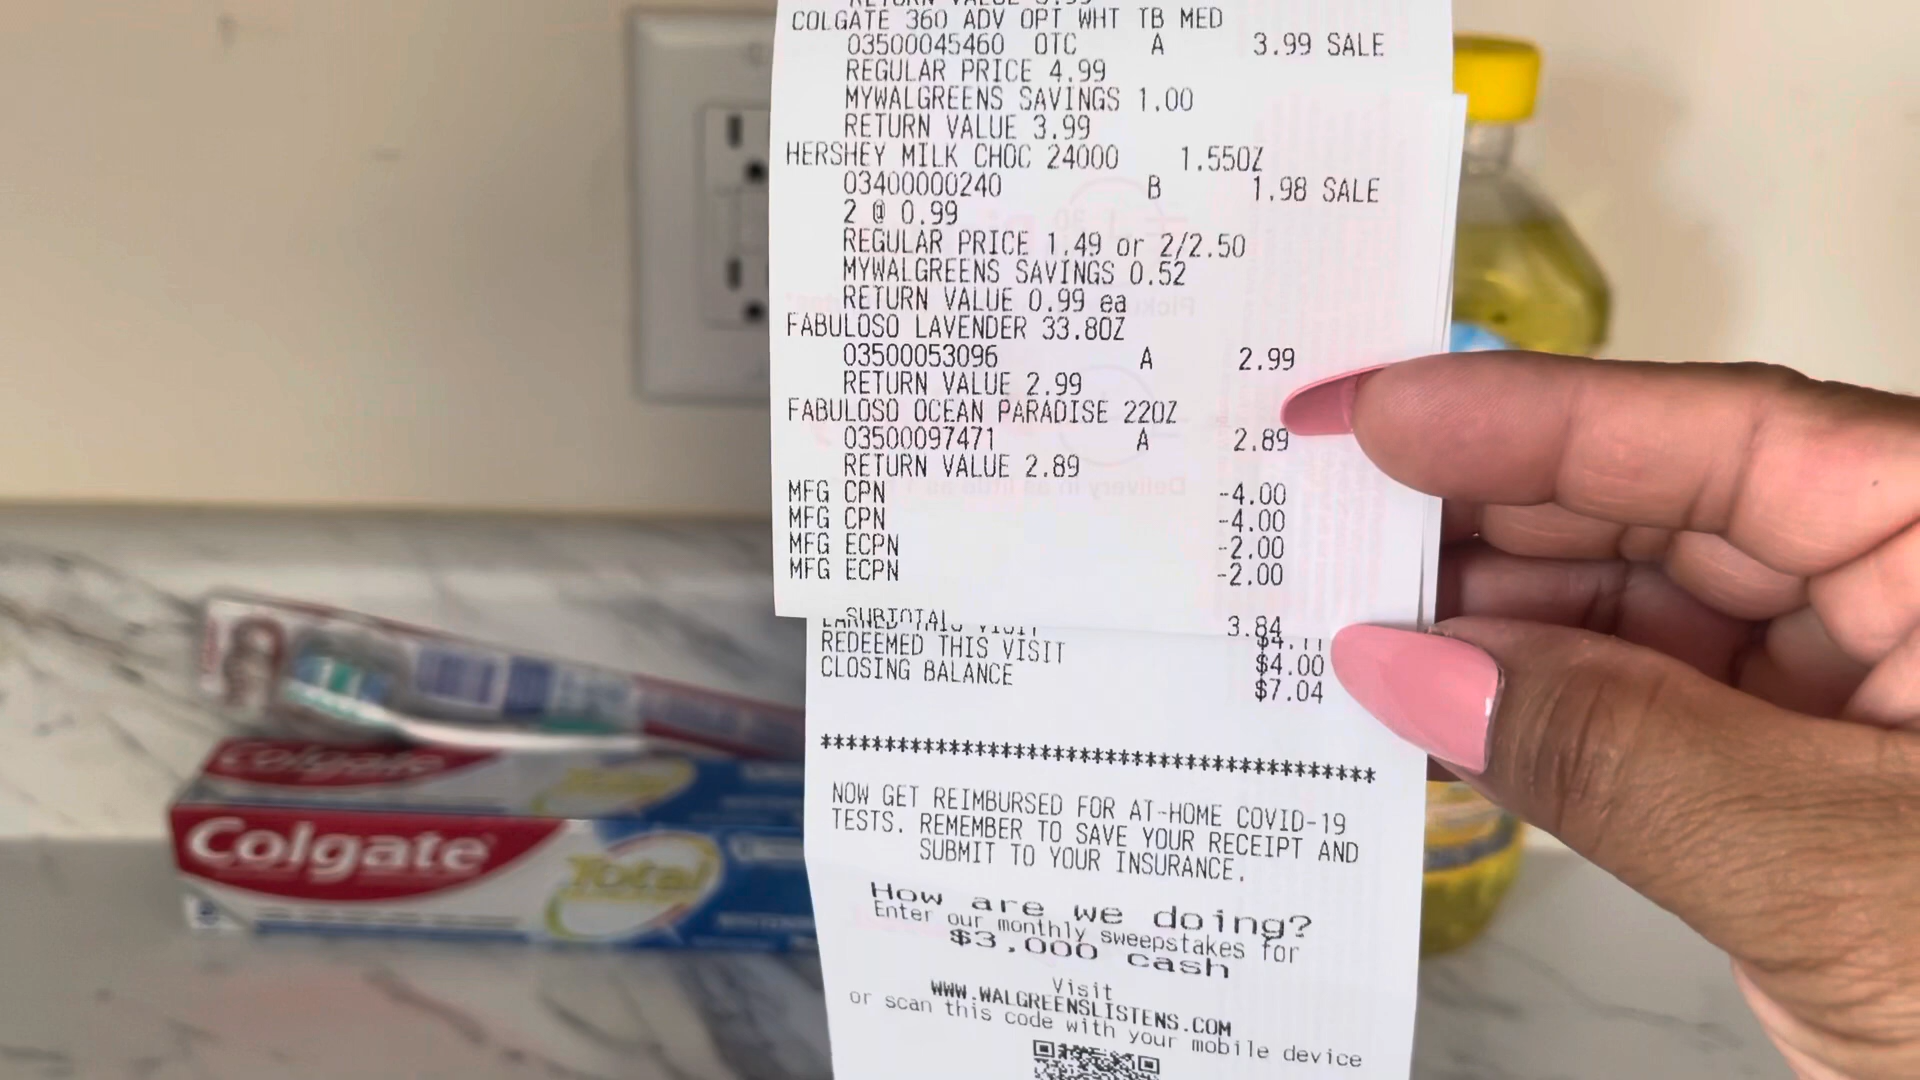 COLGATE 360 ADV OPT WHT TB MED
03500045460 OTC A 3.99 SALE
REGULAR PRICE 4.99
MYWALGREENS SAVINGS 1.00
RETURN VALUE 3.99
HERSHEY MILK CHOC 24000 1.55OZ
03400000240 B 1.98 SALE
2 @ 0.99
REGULAR PRICE 1.49 or 2/2.50
MYWALGREENS SAVINGS 0.52
RETURN VALUE 0.99 ea
FABULOSO LAVENDER 33.8OZ
03500053096 A 2.99
RETURN VALUE 2.99
FABULOSO OCEAN PARADISE 22OZ
03500097471 A 2.89
RETURN VALUE 2.89
MFG CPN -4.00
MFG CPN -4.00
MFG ECPN -2.00
MFG ECPN -2.00
SUBTOTAL 3.84
REDEEMED THIS VISIT $4.00
CLOSING BALANCE $7.04
****************************************
NOW GET REIMBURSED FOR AT-HOME COVID-19
TESTS. REMEMBER TO SAVE YOUR RECEIPT AND
SUBMIT TO YOUR INSURANCE.
How are we doing?
Enter our monthly sweepstakes for
$3,000 cash
Visit
WWW.WALGREENSLISTENS.COM
or scan this code with your mobile device
Colgate
Colgate
Total